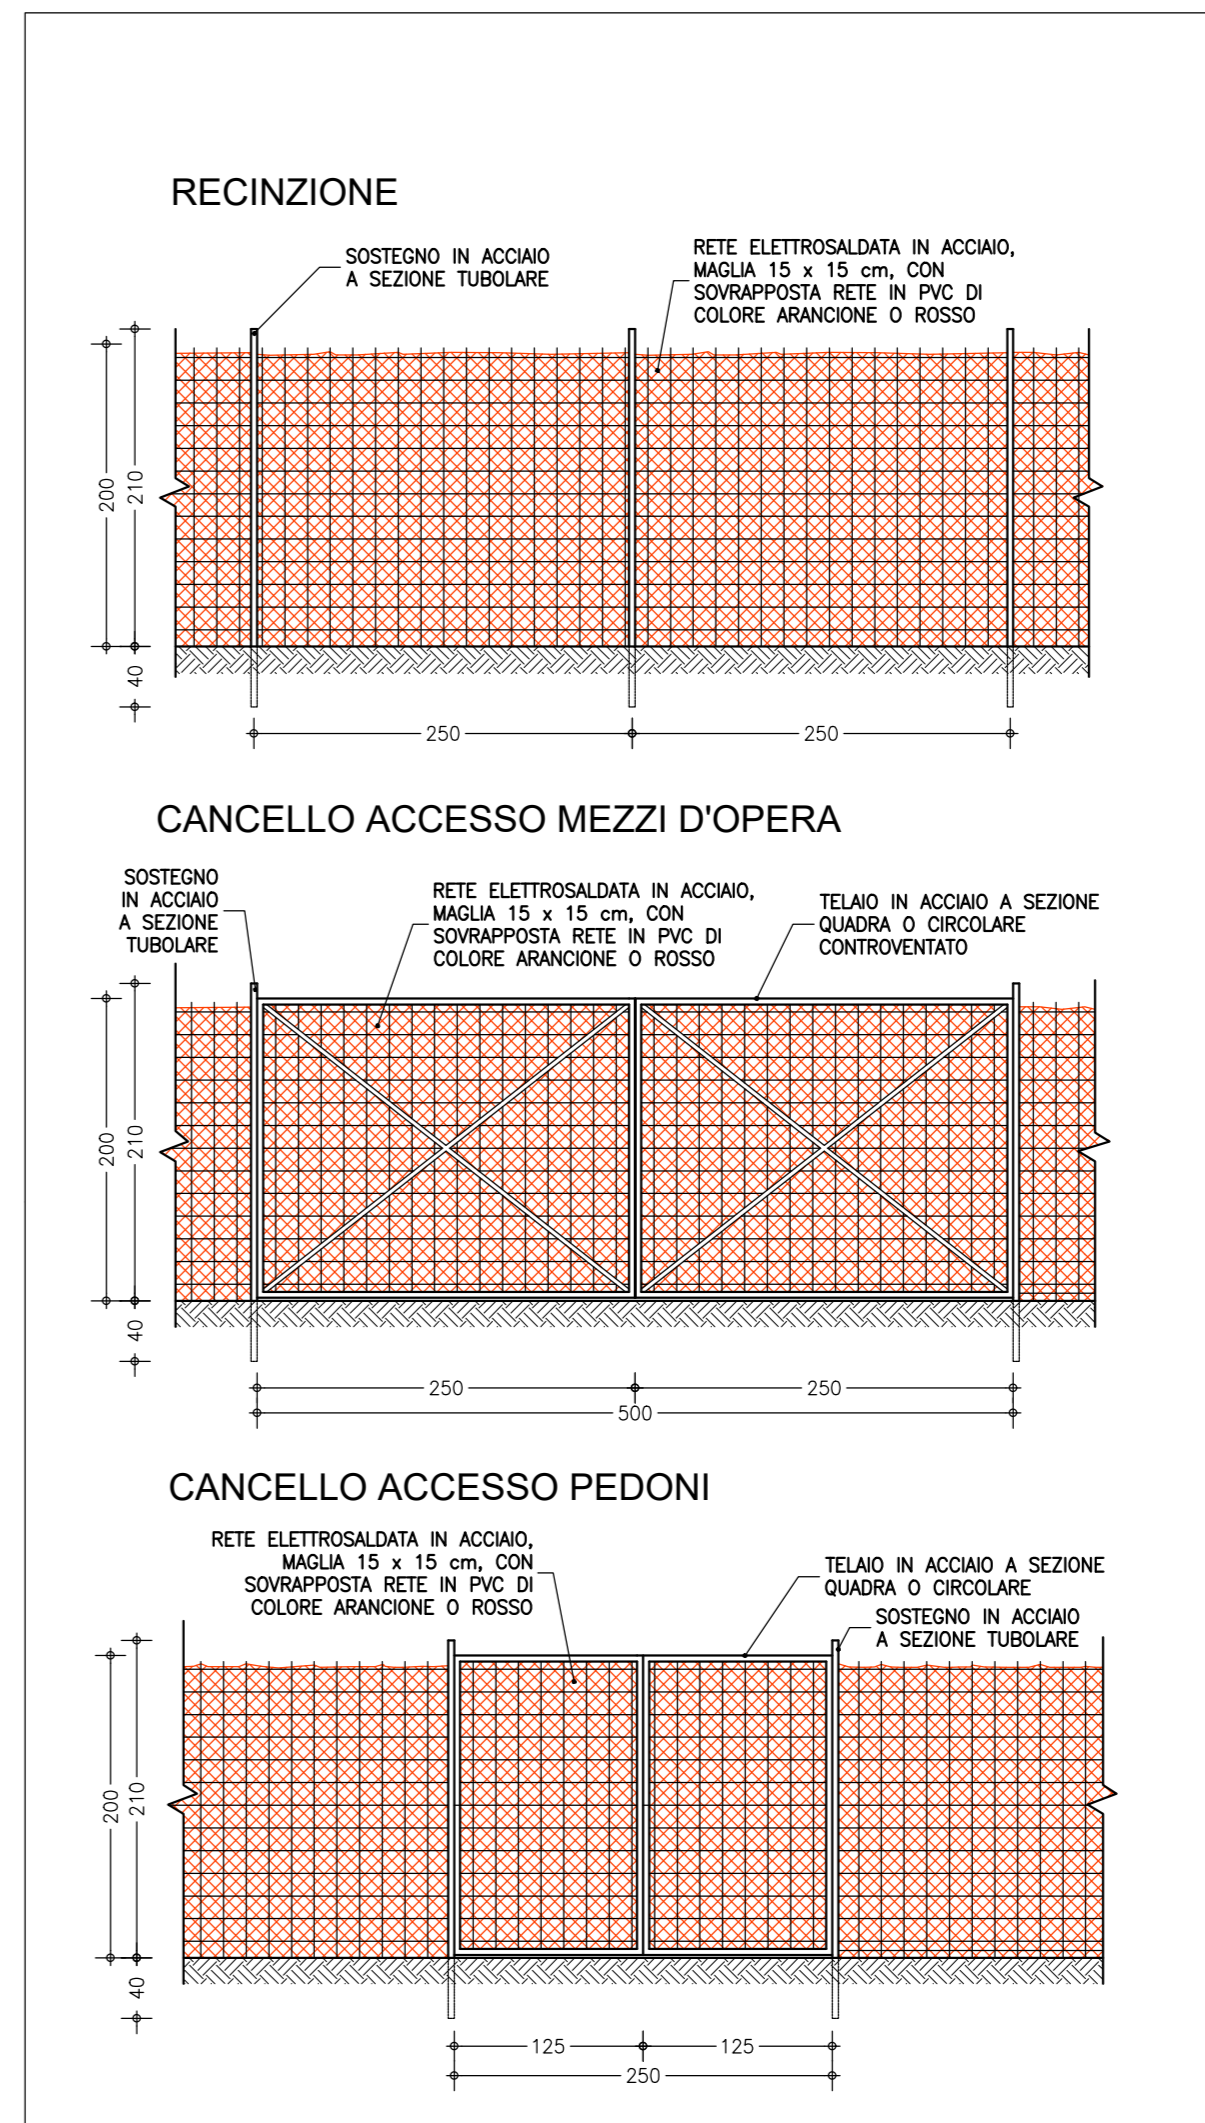 RECINZIONE
SOSTEGNO IN ACCIAIO
A SEZIONE TUBOLARE
RETE ELETTROSALDATA IN ACCIAIO,
MAGLIA 15 x 15 cm, CON
SOVRAPPOSTA RETE IN PVC DI
COLORE ARANCIONE O ROSSO
200
210
40
250
250
CANCELLO ACCESSO MEZZI D'OPERA
SOSTEGNO
IN ACCIAIO
A SEZIONE
TUBOLARE
RETE ELETTROSALDATA IN ACCIAIO,
MAGLIA 15 x 15 cm, CON
SOVRAPPOSTA RETE IN PVC DI
COLORE ARANCIONE O ROSSO
TELAIO IN ACCIAIO A SEZIONE
QUADRA O CIRCOLARE
CONTROVENTATO
200
210
40
250
250
500
CANCELLO ACCESSO PEDONI
RETE ELETTROSALDATA IN ACCIAIO,
MAGLIA 15 x 15 cm, CON
SOVRAPPOSTA RETE IN PVC DI
COLORE ARANCIONE O ROSSO
TELAIO IN ACCIAIO A SEZIONE
QUADRA O CIRCOLARE
SOSTEGNO IN ACCIAIO
A SEZIONE TUBOLARE
200
210
40
125
125
250